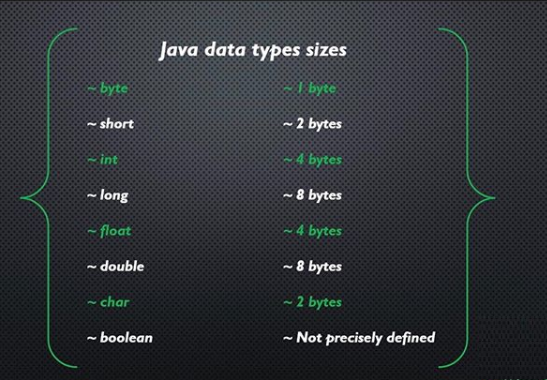 Java data types sizes
~ byte ~ 1 byte
~ short ~ 2 bytes
~ int ~ 4 bytes
~ long ~ 8 bytes
~ float ~ 4 bytes
~ double ~ 8 bytes
~ char ~ 2 bytes
~ boolean ~ Not precisely defined